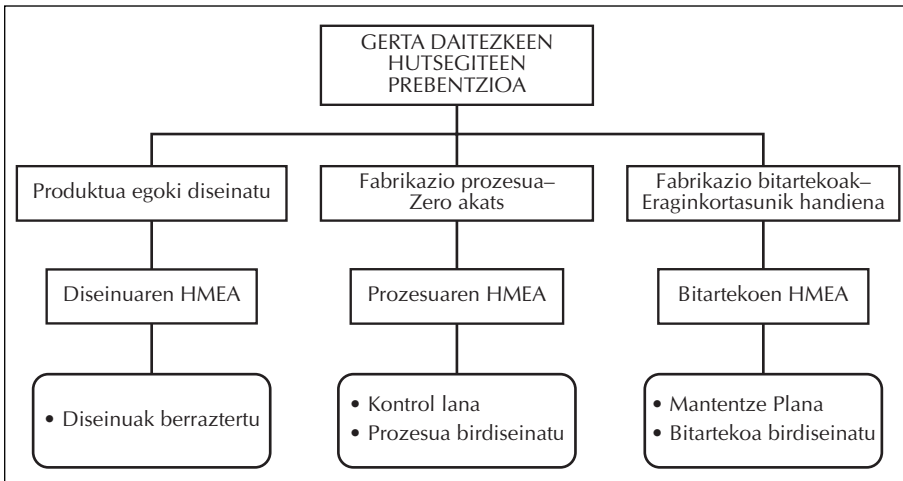 GERTA DAITEZKEEN
HUTSEGITEEN
PREBENTZIOA
Produktua egoki diseinatu
Fabrikazio prozesua–
Zero akats
Fabrikazio bitartekoak–
Eraginkortasunik handiena
Diseinuaren HMEA
Prozesuaren HMEA
Bitartekoen HMEA
• Diseinuak berraztertu
• Kontrol lana
• Prozesua birdiseinatu
• Mantentze Plana
• Bitartekoa birdiseinatu